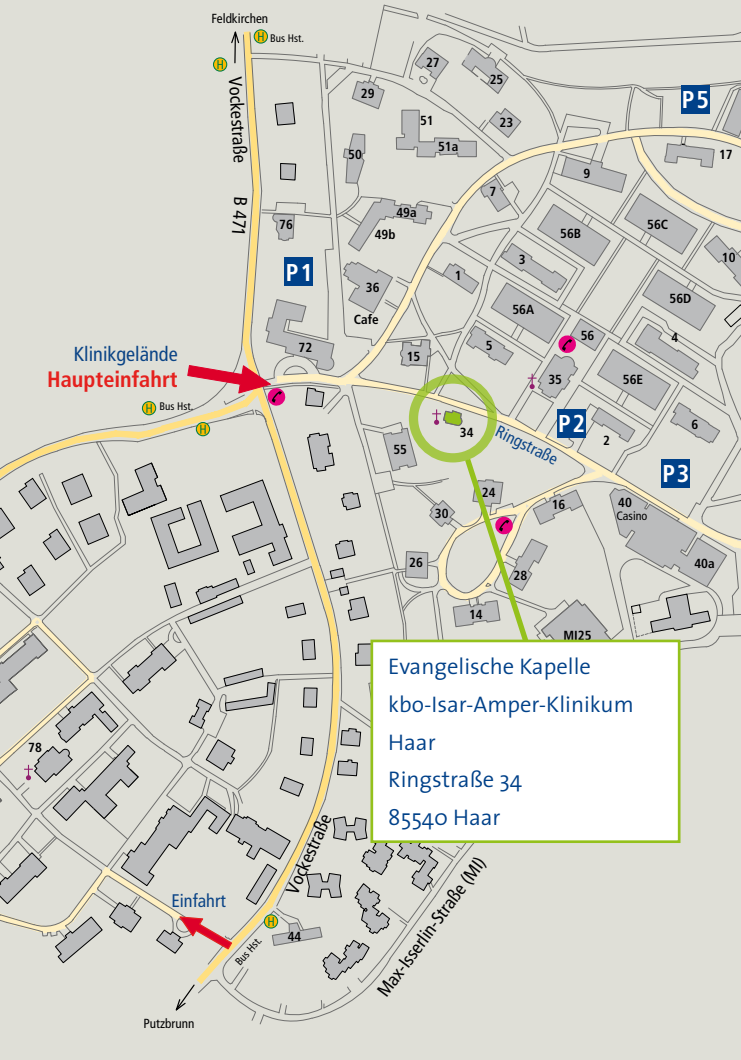 Feldkirchen
H Bus Hst.
H
Vockestraße
B 471
27
25
29
P5
51
23
51a
17
50
9
7
49a
76
56B
56C
49b
3
10
P1
1
36
56D
Cafe
56A
4
56
72
5
15
Klinikgelände
Haupteinfahrt
35
56E
H Bus Hst.
H
34
Ringstraße
P2
2
6
55
P3
24
40
Casino
16
30
26
28
40a
14
MI25
Evangelische Kapelle
kbo-Isar-Amper-Klinikum
Haar
Ringstraße 34
85540 Haar
78
Vockestraße
Einfahrt
H
Bus Hst.
44
Max-Isserlin-Straße (MI)
Putzbrunn